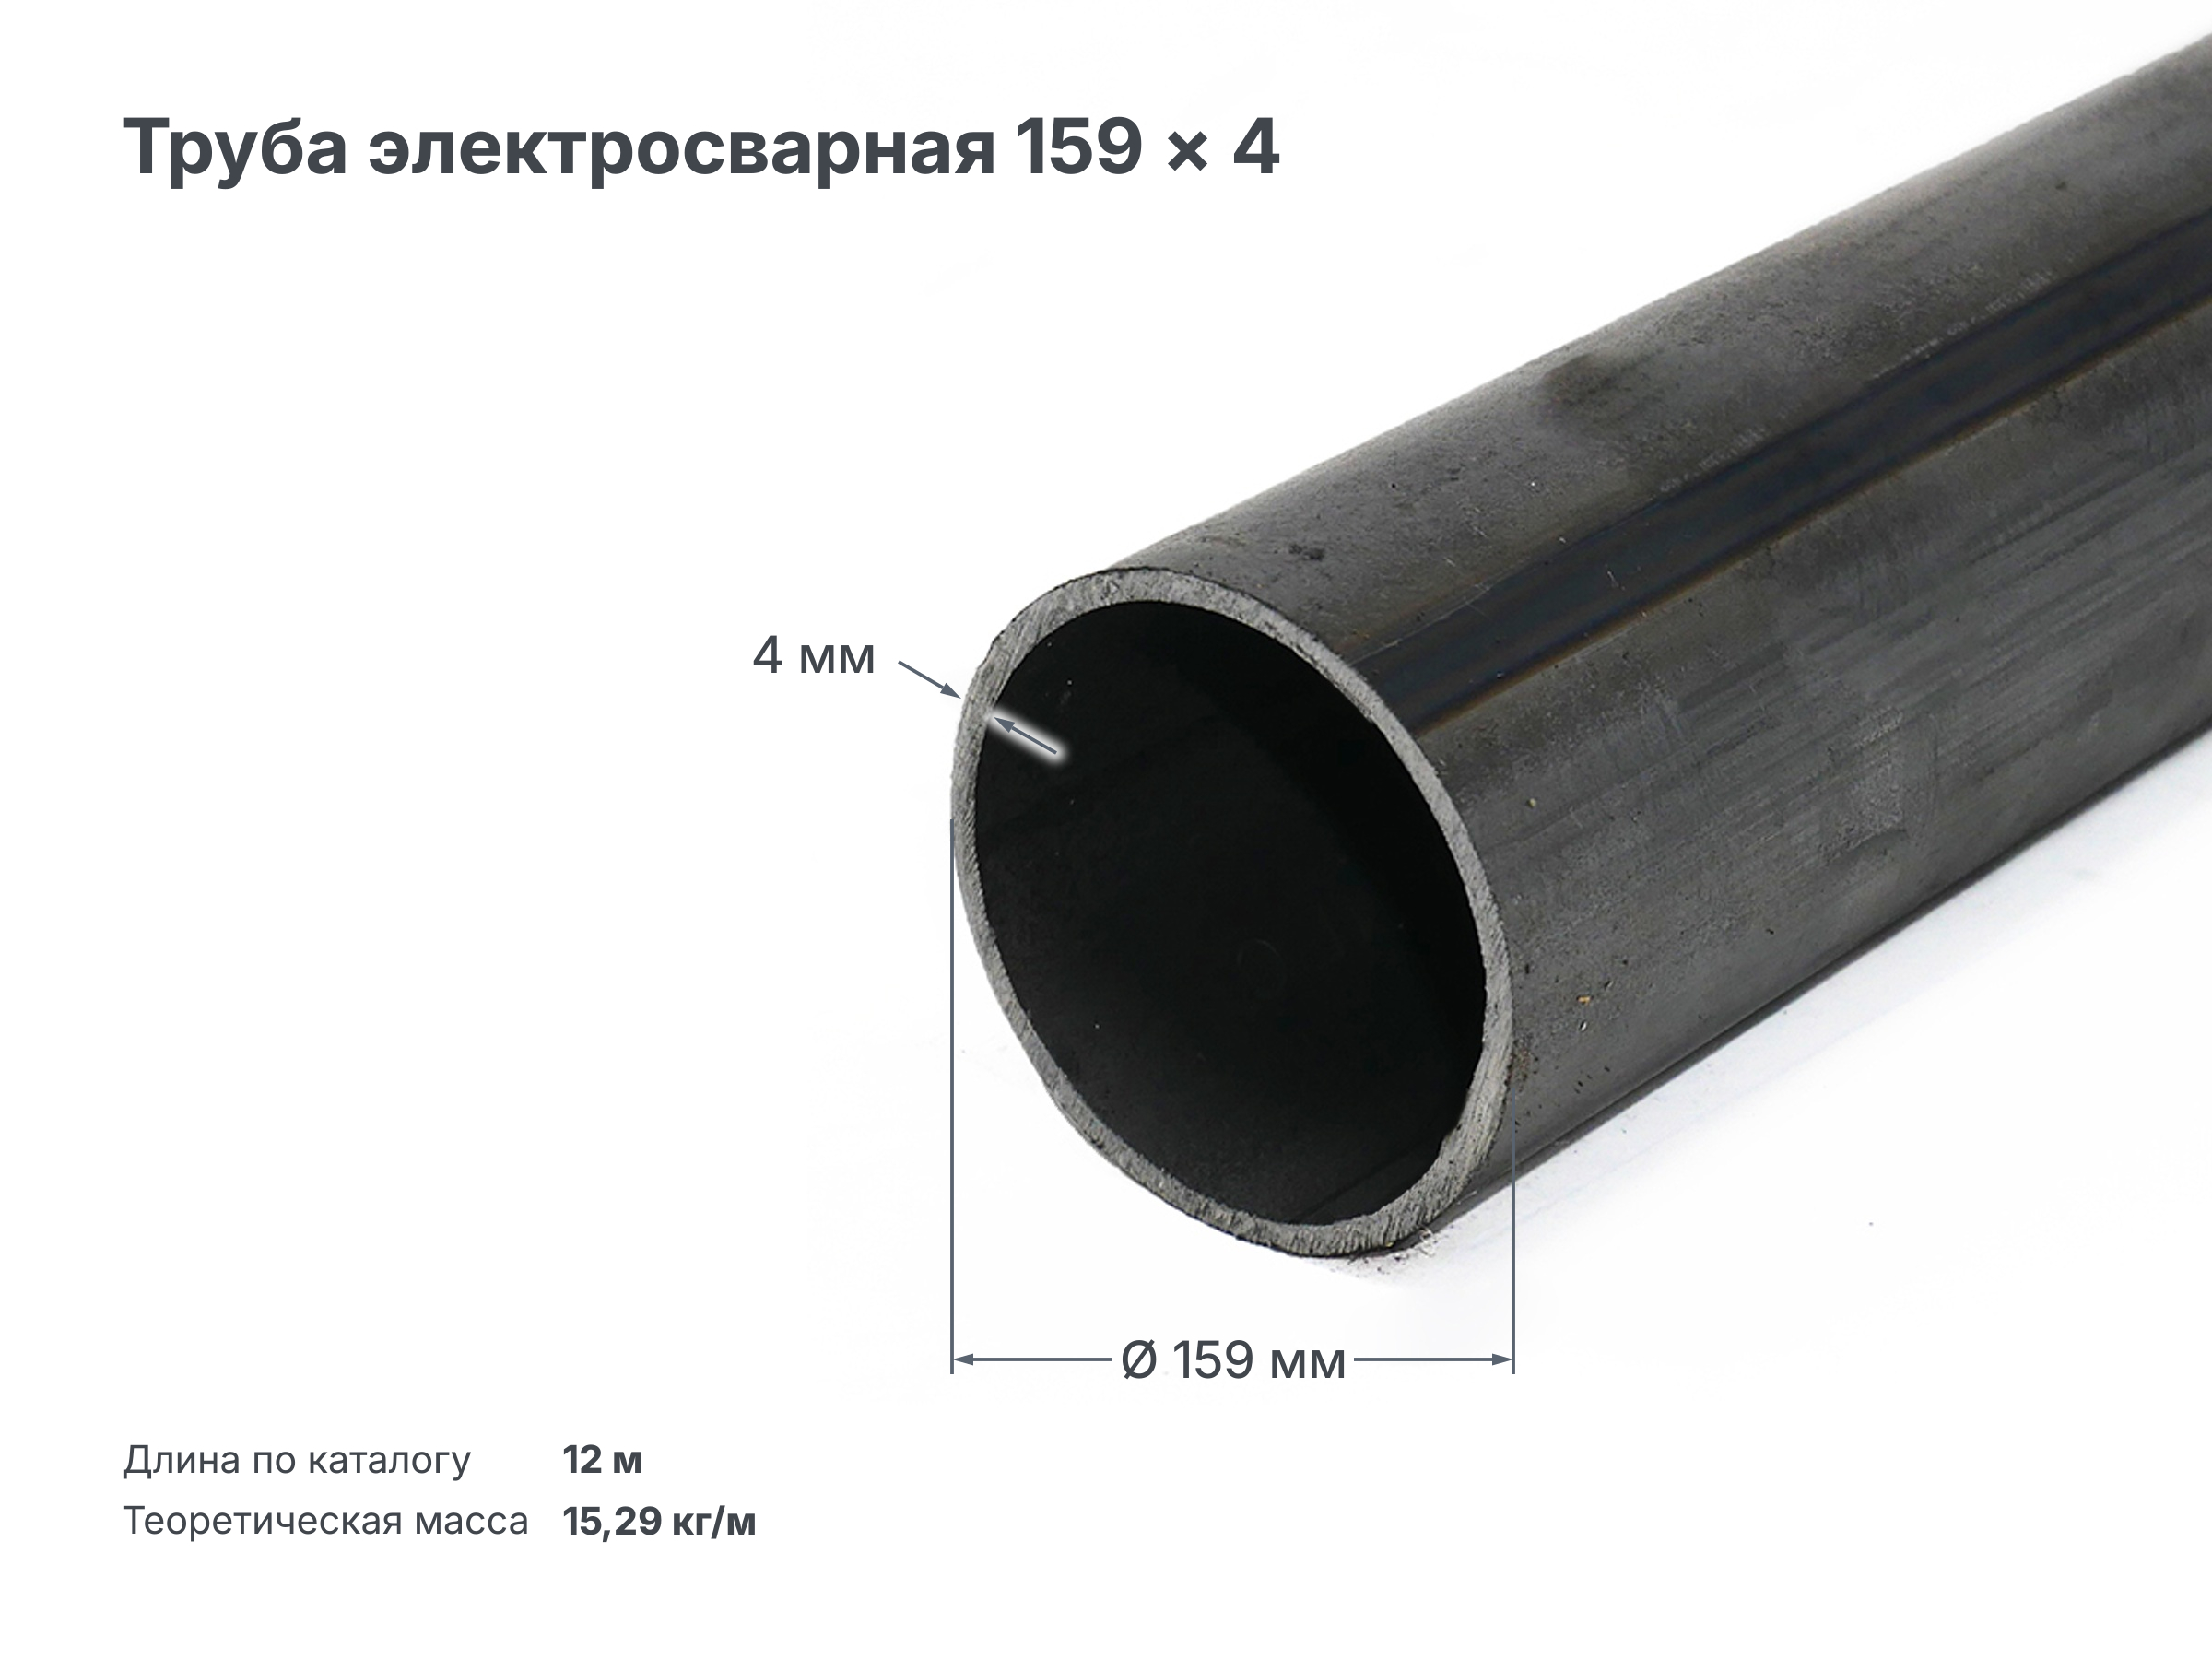 Труба электросварная 159 × 4
4 мм
Ø 159 мм
Длина по каталогу 12 м
Теоретическая масса 15,29 кг/м